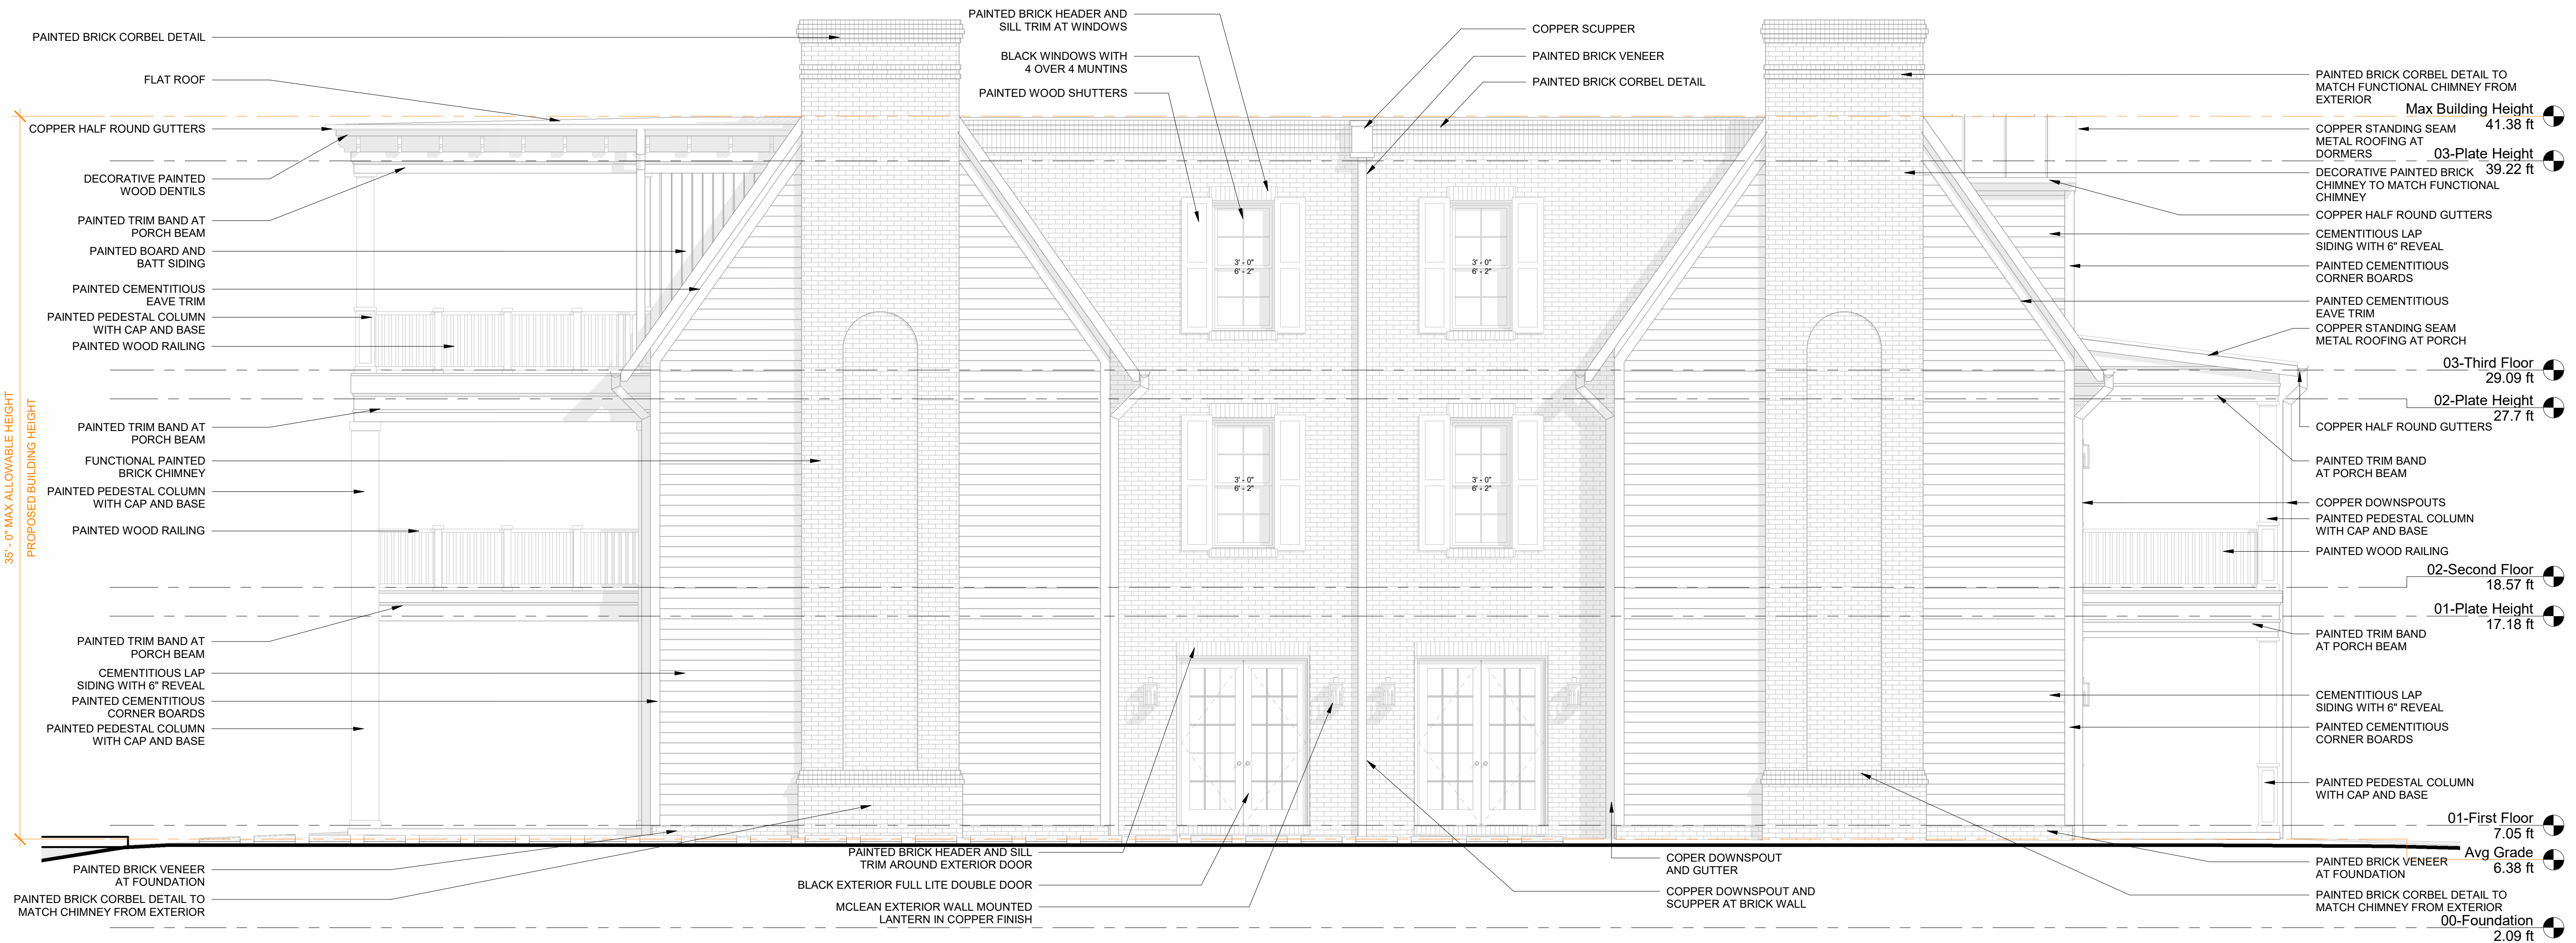 PAINTED BRICK CORBEL DETAIL
FLAT ROOF
COPPER HALF ROUND GUTTERS
DECORATIVE PAINTED
WOOD DENTILS
PAINTED TRIM BAND AT
PORCH BEAM
PAINTED BOARD AND
BATT SIDING
PAINTED CEMENTITIOUS
EAVE TRIM
PAINTED PEDESTAL COLUMN
WITH CAP AND BASE
PAINTED WOOD RAILING
35' - 0" MAX ALLOWABLE HEIGHT
PROPOSED BUILDING HEIGHT
PAINTED TRIM BAND AT
PORCH BEAM
FUNCTIONAL PAINTED
BRICK CHIMNEY
PAINTED PEDESTAL COLUMN
WITH CAP AND BASE
PAINTED WOOD RAILING
PAINTED TRIM BAND AT
PORCH BEAM
CEMENTITIOUS LAP
SIDING WITH 6" REVEAL
PAINTED CEMENTITIOUS
CORNER BOARDS
PAINTED PEDESTAL COLUMN
WITH CAP AND BASE
PAINTED BRICK VENEER
AT FOUNDATION
PAINTED BRICK CORBEL DETAIL TO
MATCH CHIMNEY FROM EXTERIOR
PAINTED BRICK HEADER AND
SILL TRIM AT WINDOWS
BLACK WINDOWS WITH
4 OVER 4 MUNTINS
PAINTED WOOD SHUTTERS
COPPER SCUPPER
PAINTED BRICK VENEER
PAINTED BRICK CORBEL DETAIL
3' - 0"
6' - 2"
3' - 0"
6' - 2"
3' - 0"
6' - 2"
3' - 0"
6' - 2"
PAINTED BRICK HEADER AND SILL
TRIM AROUND EXTERIOR DOOR
BLACK EXTERIOR FULL LITE DOUBLE DOOR
MCLEAN EXTERIOR WALL MOUNTED
LANTERN IN COPPER FINISH
COPER DOWNSPOUT
AND GUTTER
COPPER DOWNSPOUT AND
SCUPPER AT BRICK WALL
PAINTED BRICK CORBEL DETAIL TO
MATCH FUNCTIONAL CHIMNEY FROM
EXTERIOR
Max Building Height
41.38 ft
COPPER STANDING SEAM
METAL ROOFING AT
DORMERS
03-Plate Height
39.22 ft
DECORATIVE PAINTED BRICK
CHIMNEY TO MATCH FUNCTIONAL
CHIMNEY
COPPER HALF ROUND GUTTERS
CEMENTITIOUS LAP
SIDING WITH 6" REVEAL
PAINTED CEMENTITIOUS
CORNER BOARDS
PAINTED CEMENTITIOUS
EAVE TRIM
COPPER STANDING SEAM
METAL ROOFING AT PORCH
03-Third Floor
29.09 ft
02-Plate Height
27.7 ft
COPPER HALF ROUND GUTTERS
PAINTED TRIM BAND
AT PORCH BEAM
COPPER DOWNSPOUTS
PAINTED PEDESTAL COLUMN
WITH CAP AND BASE
PAINTED WOOD RAILING
02-Second Floor
18.57 ft
01-Plate Height
17.18 ft
PAINTED TRIM BAND
AT PORCH BEAM
CEMENTITIOUS LAP
SIDING WITH 6" REVEAL
PAINTED CEMENTITIOUS
CORNER BOARDS
PAINTED PEDESTAL COLUMN
WITH CAP AND BASE
01-First Floor
7.05 ft
Avg Grade
6.38 ft
PAINTED BRICK VENEER
AT FOUNDATION
PAINTED BRICK CORBEL DETAIL TO
MATCH CHIMNEY FROM EXTERIOR
00-Foundation
2.09 ft